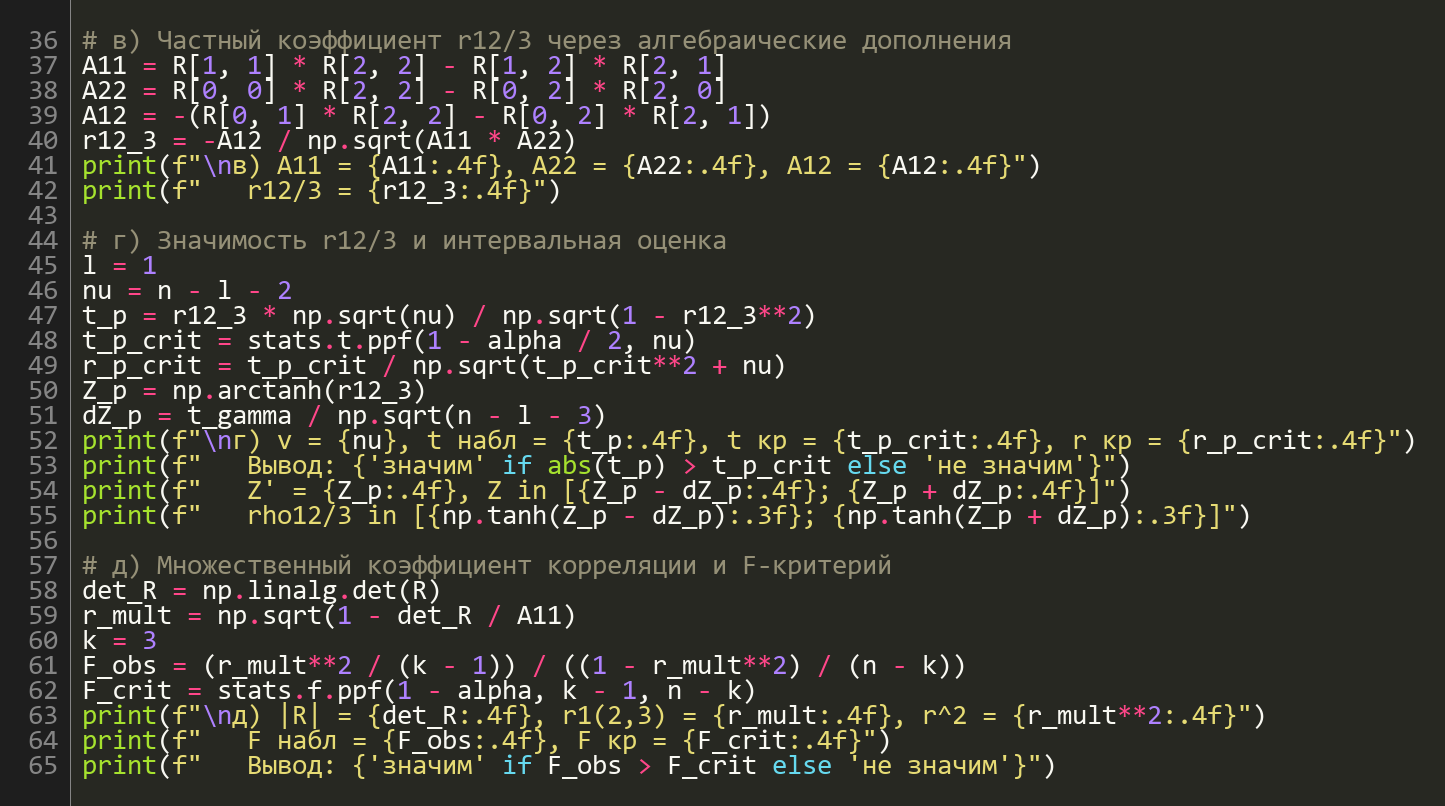 36 # в) Частный коэффициент r12/3 через алгебраические дополнения
37 A11 = R[1, 1] * R[2, 2] - R[1, 2] * R[2, 1]
38 A22 = R[0, 0] * R[2, 2] - R[0, 2] * R[2, 0]
39 A12 = -(R[0, 1] * R[2, 2] - R[0, 2] * R[2, 1])
40 r12_3 = -A12 / np.sqrt(A11 * A22)
41 print(f"\nв) A11 = {A11:.4f}, A22 = {A22:.4f}, A12 = {A12:.4f}")
42 print(f"   r12/3 = {r12_3:.4f}")
43
44 # г) Значимость r12/3 и интервальная оценка
45 l = 1
46 nu = n - l - 2
47 t_p = r12_3 * np.sqrt(nu) / np.sqrt(1 - r12_3**2)
48 t_p_crit = stats.t.ppf(1 - alpha / 2, nu)
49 r_p_crit = t_p_crit / np.sqrt(t_p_crit**2 + nu)
50 Z_p = np.arctanh(r12_3)
51 dZ_p = t_gamma / np.sqrt(n - l - 3)
52 print(f"\nг) v = {nu}, t набл = {t_p:.4f}, t кр = {t_p_crit:.4f}, r кр = {r_p_crit:.4f}")
53 print(f"   Вывод: {'значим' if abs(t_p) > t_p_crit else 'не значим'}")
54 print(f"   Z' = {Z_p:.4f}, Z in [{Z_p - dZ_p:.4f}; {Z_p + dZ_p:.4f}]")
55 print(f"   rho12/3 in [{np.tanh(Z_p - dZ_p):.3f}; {np.tanh(Z_p + dZ_p):.3f}]")
56
57 # д) Множественный коэффициент корреляции и F-критерий
58 det_R = np.linalg.det(R)
59 r_mult = np.sqrt(1 - det_R / A11)
60 k = 3
61 F_obs = (r_mult**2 / (k - 1)) / ((1 - r_mult**2) / (n - k))
62 F_crit = stats.f.ppf(1 - alpha, k - 1, n - k)
63 print(f"\nд) |R| = {det_R:.4f}, r1(2,3) = {r_mult:.4f}, r^2 = {r_mult**2:.4f}")
64 print(f"   F набл = {F_obs:.4f}, F кр = {F_crit:.4f}")
65 print(f"   Вывод: {'значим' if F_obs > F_crit else 'не значим'}")